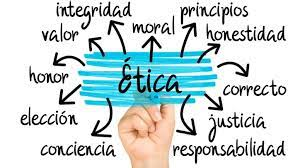 integridad
moral
principios
valor
honestidad
honor
Ética
correcto
elección
justicia
conciencia
responsabilidad